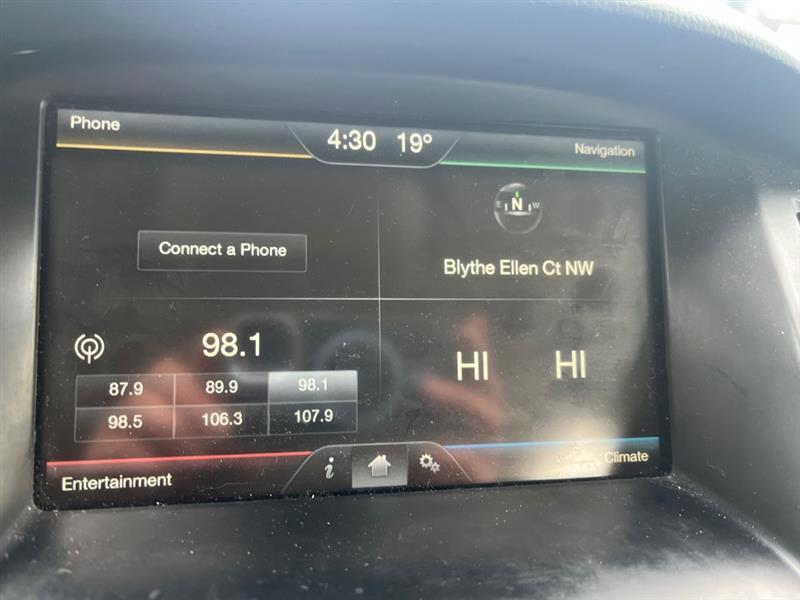 Phone
4:30 19°
Navigation
E N W
Connect a Phone
Blythe Ellen Ct NW
98.1
HI HI
87.9 89.9 98.1
98.5 106.3 107.9
Entertainment
i
Climate